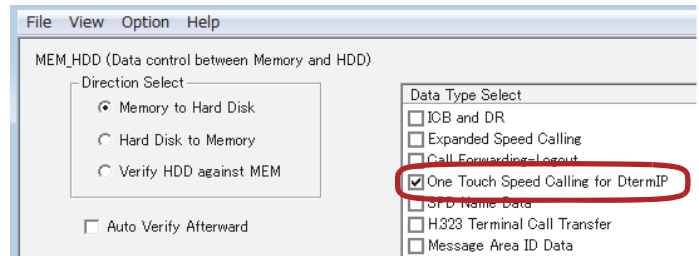 File View Option Help
MEM_HDD (Data control between Memory and HDD)
Direction Select
Memory to Hard Disk
Hard Disk to Memory
Verify HDD against MEM
Auto Verify Afterward
Data Type Select
ICB and DR
Expanded Speed Calling
Call Forwarding-Logout
One Touch Speed Calling for DtermIP
SPD Name Data
H.323 Terminal Call Transfer
Message Area ID Data